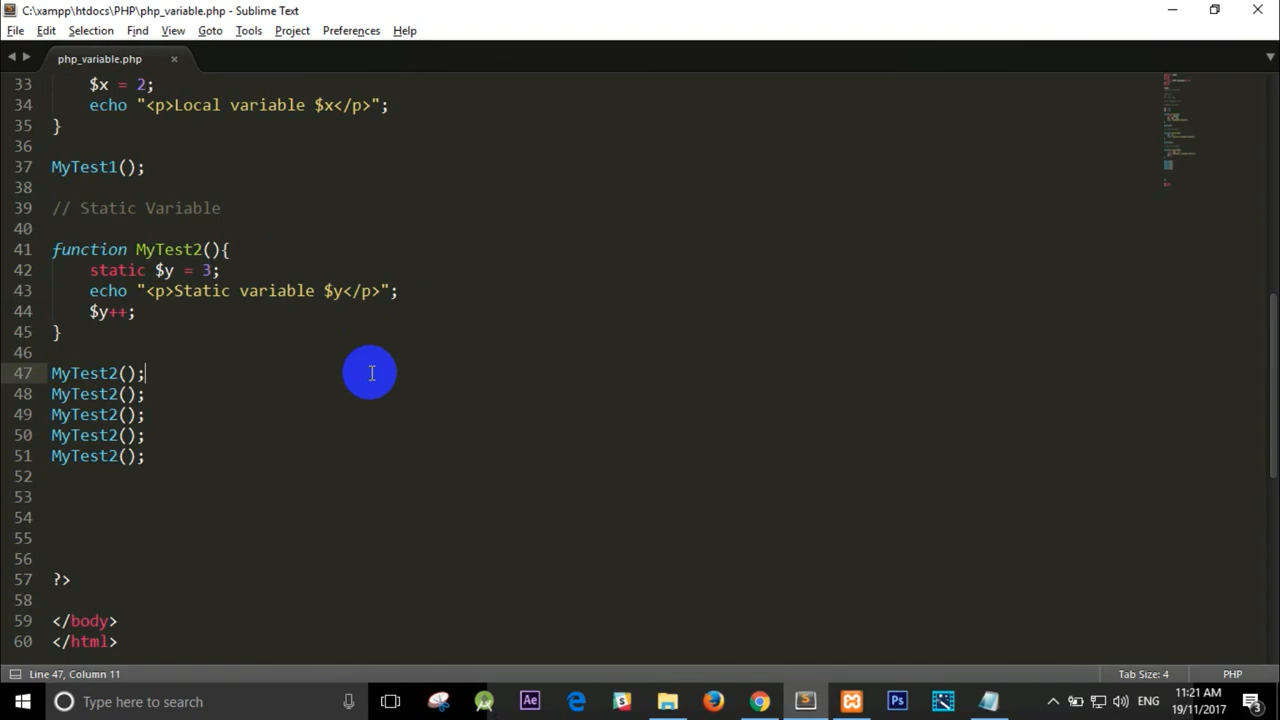 C:\xampp\htdocs\PHP\php_variable.php - Sublime Text
File Edit Selection Find View Goto Tools Project Preferences Help
php_variable.php ×
33 $x = 2;
34 echo "<p>Local variable $x</p>";
35 }
36
37 MyTest1();
38
39 // Static Variable
40
41 function MyTest2(){
42 static $y = 3;
43 echo "<p>Static variable $y</p>";
44 $y++;
45 }
46
47 MyTest2();
48 MyTest2();
49 MyTest2();
50 MyTest2();
51 MyTest2();
52
53
54
55
56
57 ?>
58
59 </body>
60 </html>
Line 47, Column 11 Tab Size: 4 PHP
Type here to search Ae Ps ENG 11:21 AM
19/11/2017 3